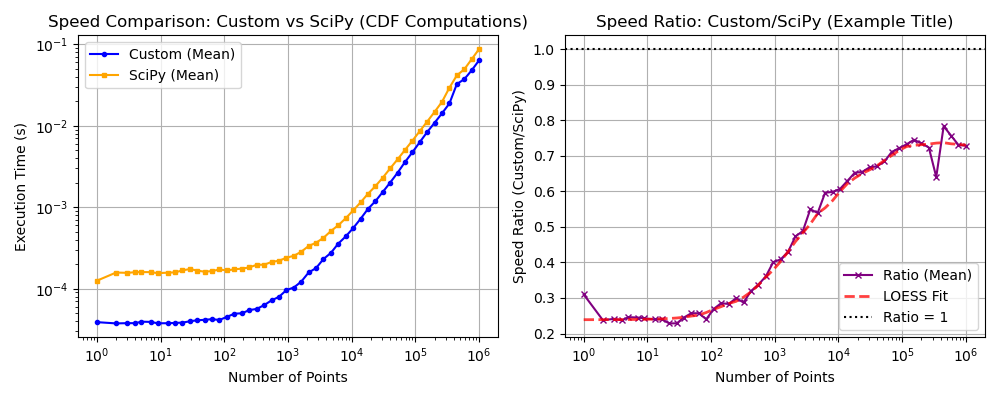 Speed Comparison: Custom vs SciPy (CDF Computations)
Execution Time (s)
10⁻¹
10⁻²
10⁻³
10⁻⁴
Custom (Mean)
SciPy (Mean)
10⁰ 10¹ 10² 10³ 10⁴ 10⁵ 10⁶
Number of Points
Speed Ratio: Custom/SciPy (Example Title)
Speed Ratio (Custom/SciPy)
1.0
0.9
0.8
0.7
0.6
0.5
0.4
0.3
0.2
Ratio (Mean)
LOESS Fit
Ratio = 1
10⁰ 10¹ 10² 10³ 10⁴ 10⁵ 10⁶
Number of Points